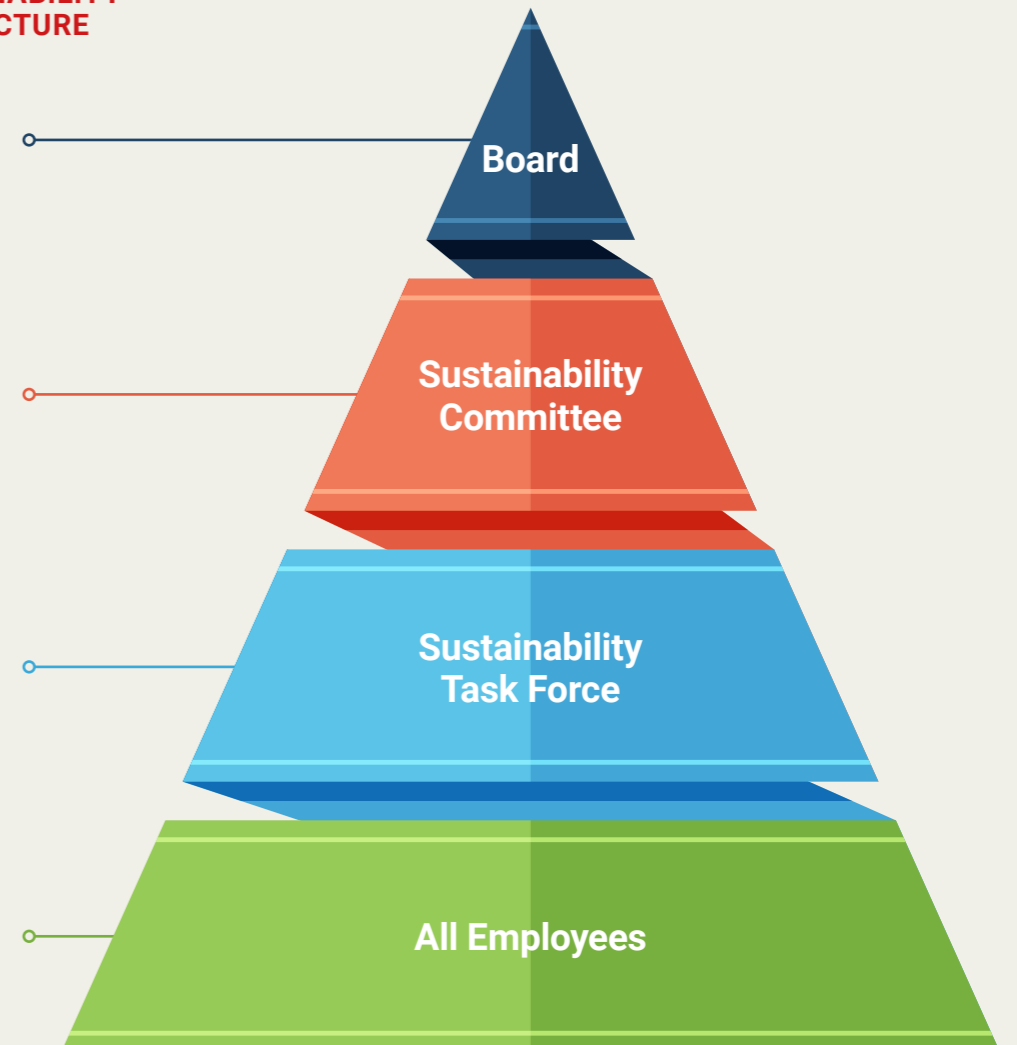 CTURE
Board
Sustainability
Committee
Sustainability
Task Force
All Employees